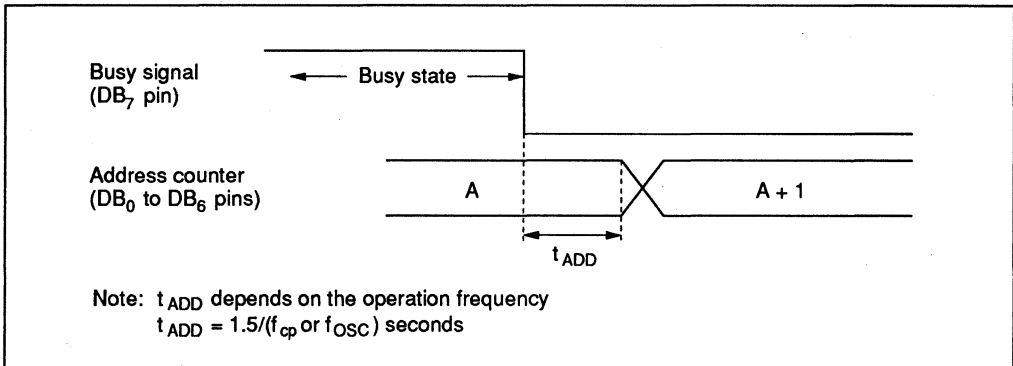 Busy signal
(DB7 pin)
Busy state
Address counter
(DB0 to DB6 pins)
A
A + 1
tADD
Note: tADD depends on the operation frequency
tADD = 1.5/(fcp or fOSC) seconds